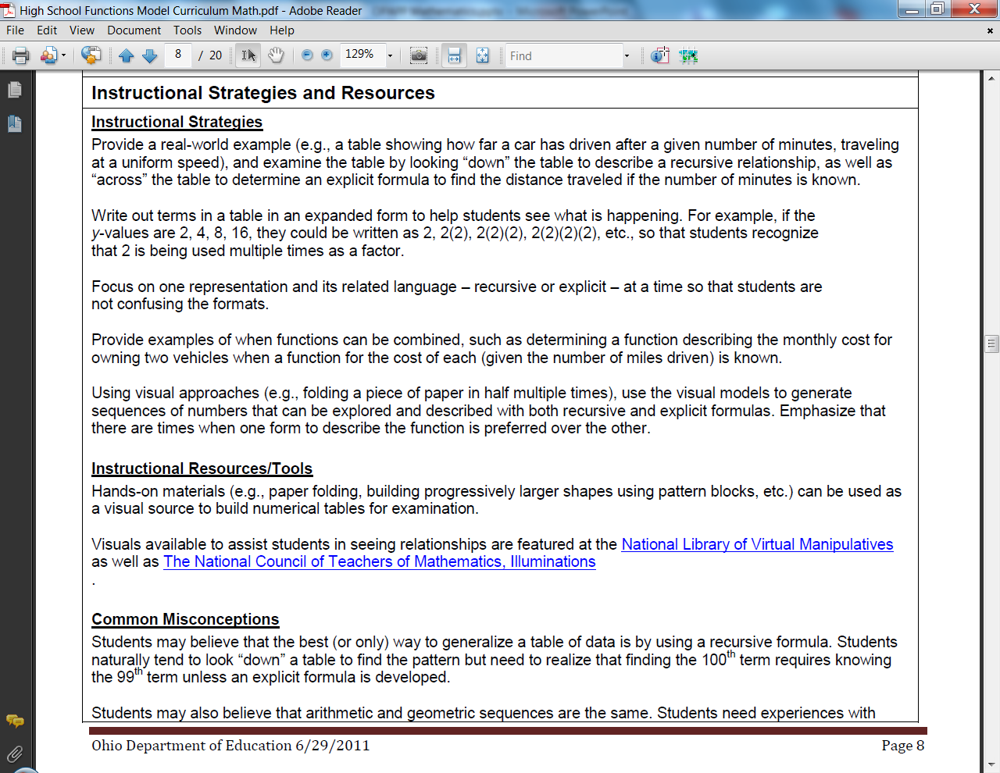 High School Functions Model Curriculum Math.pdf - Adobe Reader
File Edit View Document Tools Window Help
8 / 20 129% Find
Instructional Strategies and Resources
Instructional Strategies
Provide a real-world example (e.g., a table showing how far a car has driven after a given number of minutes, traveling
at a uniform speed), and examine the table by looking “down” the table to describe a recursive relationship, as well as
“across” the table to determine an explicit formula to find the distance traveled if the number of minutes is known.
Write out terms in a table in an expanded form to help students see what is happening. For example, if the
y-values are 2, 4, 8, 16, they could be written as 2, 2(2), 2(2)(2), 2(2)(2)(2), etc., so that students recognize
that 2 is being used multiple times as a factor.
Focus on one representation and its related language – recursive or explicit – at a time so that students are
not confusing the formats.
Provide examples of when functions can be combined, such as determining a function describing the monthly cost for
owning two vehicles when a function for the cost of each (given the number of miles driven) is known.
Using visual approaches (e.g., folding a piece of paper in half multiple times), use the visual models to generate
sequences of numbers that can be explored and described with both recursive and explicit formulas. Emphasize that
there are times when one form to describe the function is preferred over the other.
Instructional Resources/Tools
Hands-on materials (e.g., paper folding, building progressively larger shapes using pattern blocks, etc.) can be used as
a visual source to build numerical tables for examination.
Visuals available to assist students in seeing relationships are featured at the National Library of Virtual Manipulatives
as well as The National Council of Teachers of Mathematics, Illuminations
.
Common Misconceptions
Students may believe that the best (or only) way to generalize a table of data is by using a recursive formula. Students
naturally tend to look “down” a table to find the pattern but need to realize that finding the 100th term requires knowing
the 99th term unless an explicit formula is developed.
Students may also believe that arithmetic and geometric sequences are the same. Students need experiences with
Ohio Department of Education 6/29/2011 Page 8